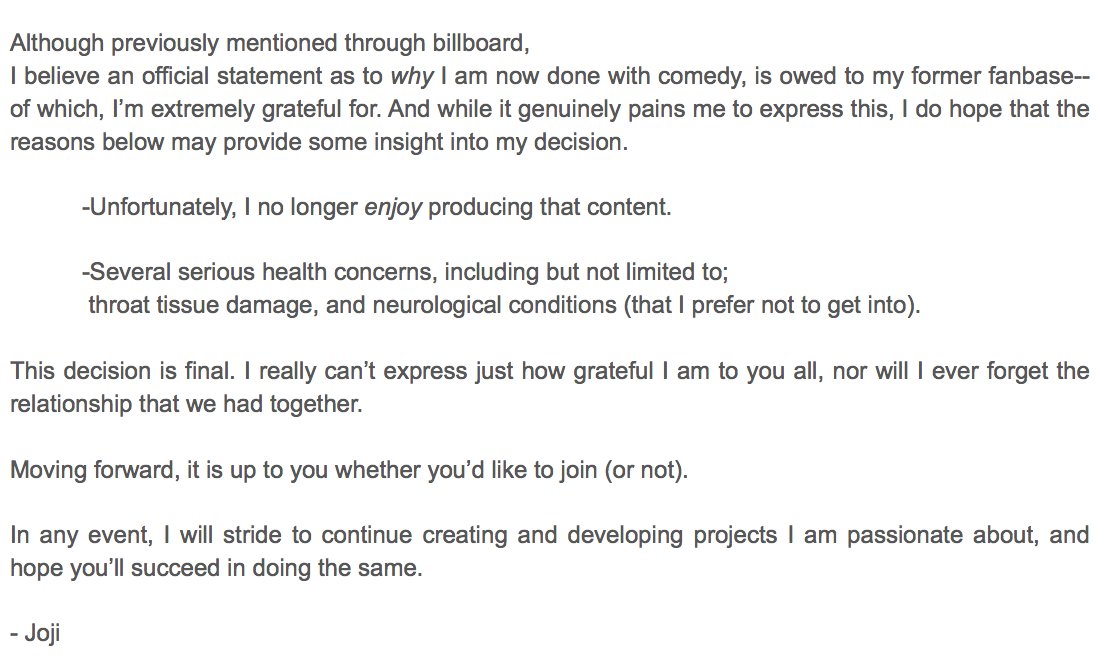 Although previously mentioned through billboard,
I believe an official statement as to why I am now done with comedy, is owed to my former fanbase--
of which, I’m extremely grateful for. And while it genuinely pains me to express this, I do hope that the
reasons below may provide some insight into my decision.
-Unfortunately, I no longer enjoy producing that content.
-Several serious health concerns, including but not limited to;
throat tissue damage, and neurological conditions (that I prefer not to get into).
This decision is final. I really can’t express just how grateful I am to you all, nor will I ever forget the
relationship that we had together.
Moving forward, it is up to you whether you’d like to join (or not).
In any event, I will stride to continue creating and developing projects I am passionate about, and
hope you’ll succeed in doing the same.
- Joji